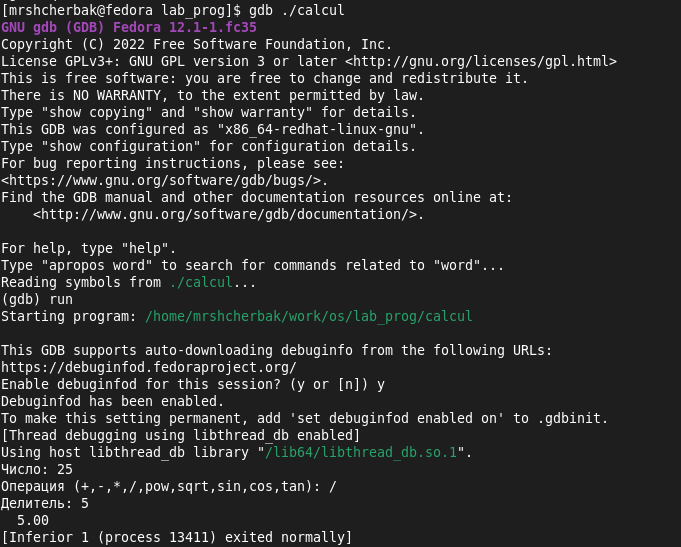 [mrshcherbak@fedora lab_prog]$ gdb ./calcul
GNU gdb (GDB) Fedora 12.1-1.fc35
Copyright (C) 2022 Free Software Foundation, Inc.
License GPLv3+: GNU GPL version 3 or later <http://gnu.org/licenses/gpl.html>
This is free software: you are free to change and redistribute it.
There is NO WARRANTY, to the extent permitted by law.
Type "show copying" and "show warranty" for details.
This GDB was configured as "x86_64-redhat-linux-gnu".
Type "show configuration" for configuration details.
For bug reporting instructions, please see:
<https://www.gnu.org/software/gdb/bugs/>.
Find the GDB manual and other documentation resources online at:
    <http://www.gnu.org/software/gdb/documentation/>.

For help, type "help".
Type "apropos word" to search for commands related to "word"...
Reading symbols from ./calcul...
(gdb) run
Starting program: /home/mrshcherbak/work/os/lab_prog/calcul

This GDB supports auto-downloading debuginfo from the following URLs:
https://debuginfod.fedoraproject.org/
Enable debuginfod for this session? (y or [n]) y
Debuginfod has been enabled.
To make this setting permanent, add 'set debuginfod enabled on' to .gdbinit.
[Thread debugging using libthread_db enabled]
Using host libthread_db library "/lib64/libthread_db.so.1".
Число: 25
Операция (+,-,*,/,pow,sqrt,sin,cos,tan): /
Делитель: 5
  5.00
[Inferior 1 (process 13411) exited normally]